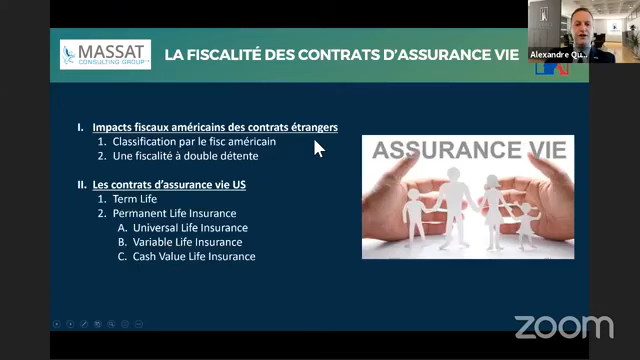 MASSAT
CONSULTING GROUP
LA FISCALITÉ DES CONTRATS D'ASSURANCE VIE
Alexandre Qu...
I. Impacts fiscaux américains des contrats étrangers
1. Classification par le fisc américain
2. Une fiscalité à double détente
II. Les contrats d'assurance vie US
1. Term Life
2. Permanent Life Insurance
A. Universal Life Insurance
B. Variable Life Insurance
C. Cash Value Life Insurance
ASSURANCE VIE
zoom